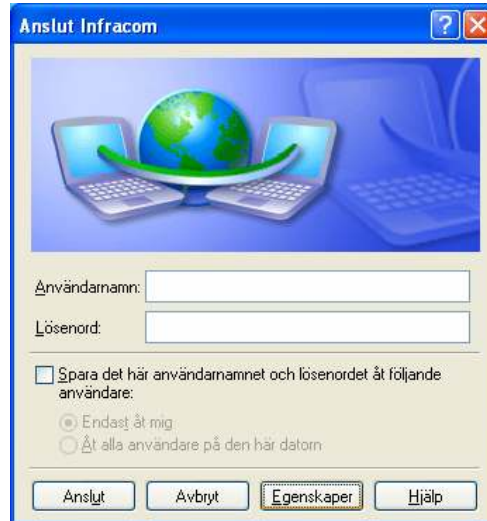 Anslut Infracom
Användarnamn:
Lösenord:
Spara det här användarnamnet och lösenordet åt följande
användare:
Endast åt mig
Åt alla användare på den här datorn
Anslut Avbryt Egenskaper Hjälp